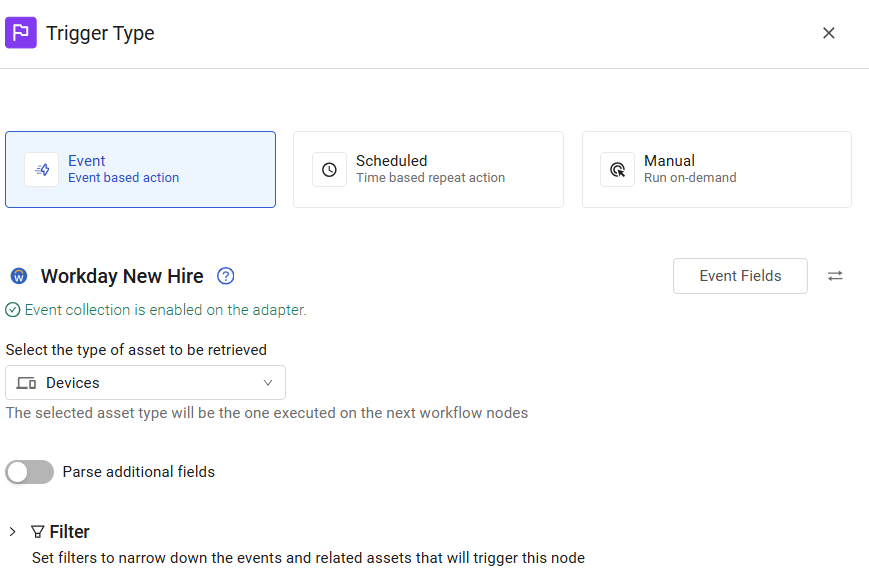 Trigger Type
Event
Event based action
Scheduled
Time based repeat action
Manual
Run on-demand
W
Workday New Hire
?
Event Fields
Event collection is enabled on the adapter.
Select the type of asset to be retrieved
Devices
The selected asset type will be the one executed on the next workflow nodes
Parse additional fields
Filter
Set filters to narrow down the events and related assets that will trigger this node